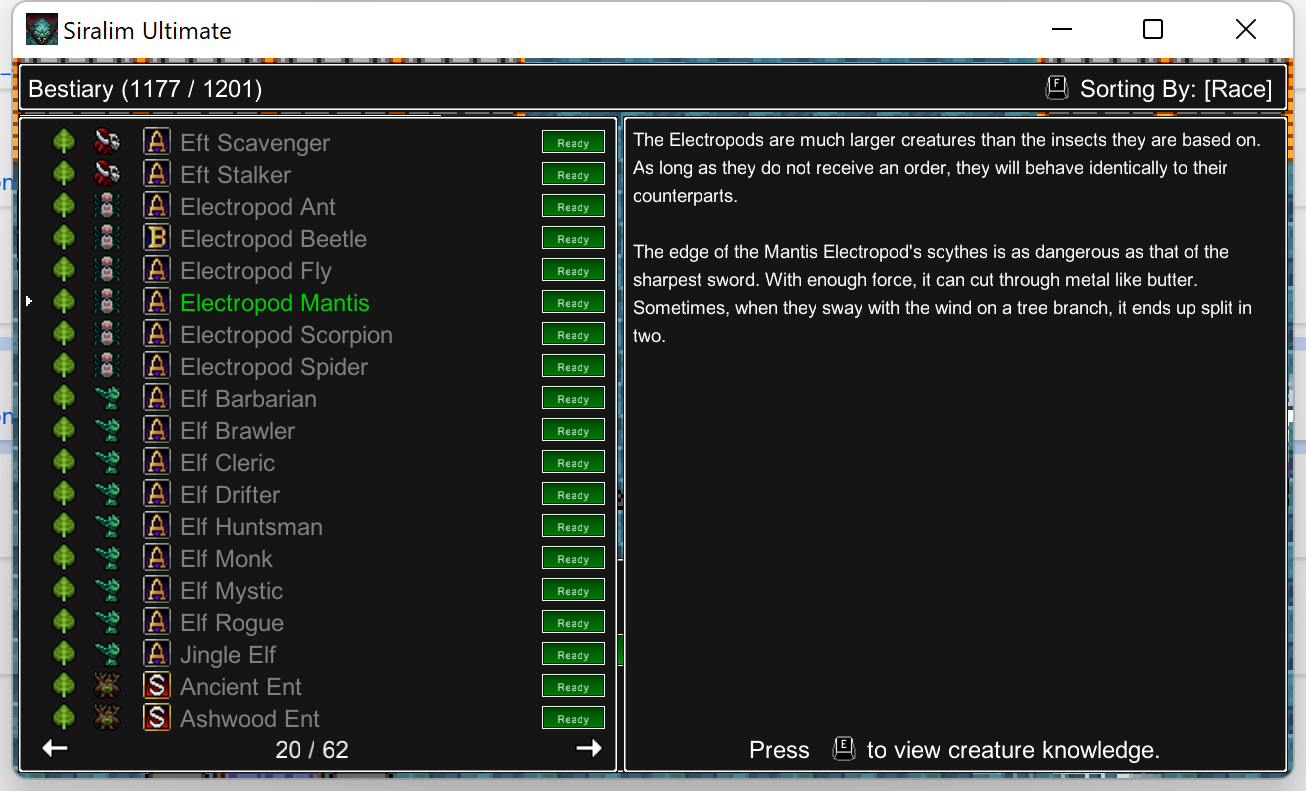 Siralim Ultimate
Bestiary (1177 / 1201)
F Sorting By: [Race]
A Eft Scavenger Ready
A Eft Stalker Ready
A Electropod Ant Ready
B Electropod Beetle Ready
A Electropod Fly Ready
A Electropod Mantis Ready
A Electropod Scorpion Ready
A Electropod Spider Ready
A Elf Barbarian Ready
A Elf Brawler Ready
A Elf Cleric Ready
A Elf Drifter Ready
A Elf Huntsman Ready
A Elf Monk Ready
A Elf Mystic Ready
A Elf Rogue Ready
A Jingle Elf Ready
S Ancient Ent Ready
S Ashwood Ent Ready
20 / 62
The Electropods are much larger creatures than the insects they are based on.
As long as they do not receive an order, they will behave identically to their
counterparts.
The edge of the Mantis Electropod's scythes is as dangerous as that of the
sharpest sword. With enough force, it can cut through metal like butter.
Sometimes, when they sway with the wind on a tree branch, it ends up split in
two.
Press E to view creature knowledge.